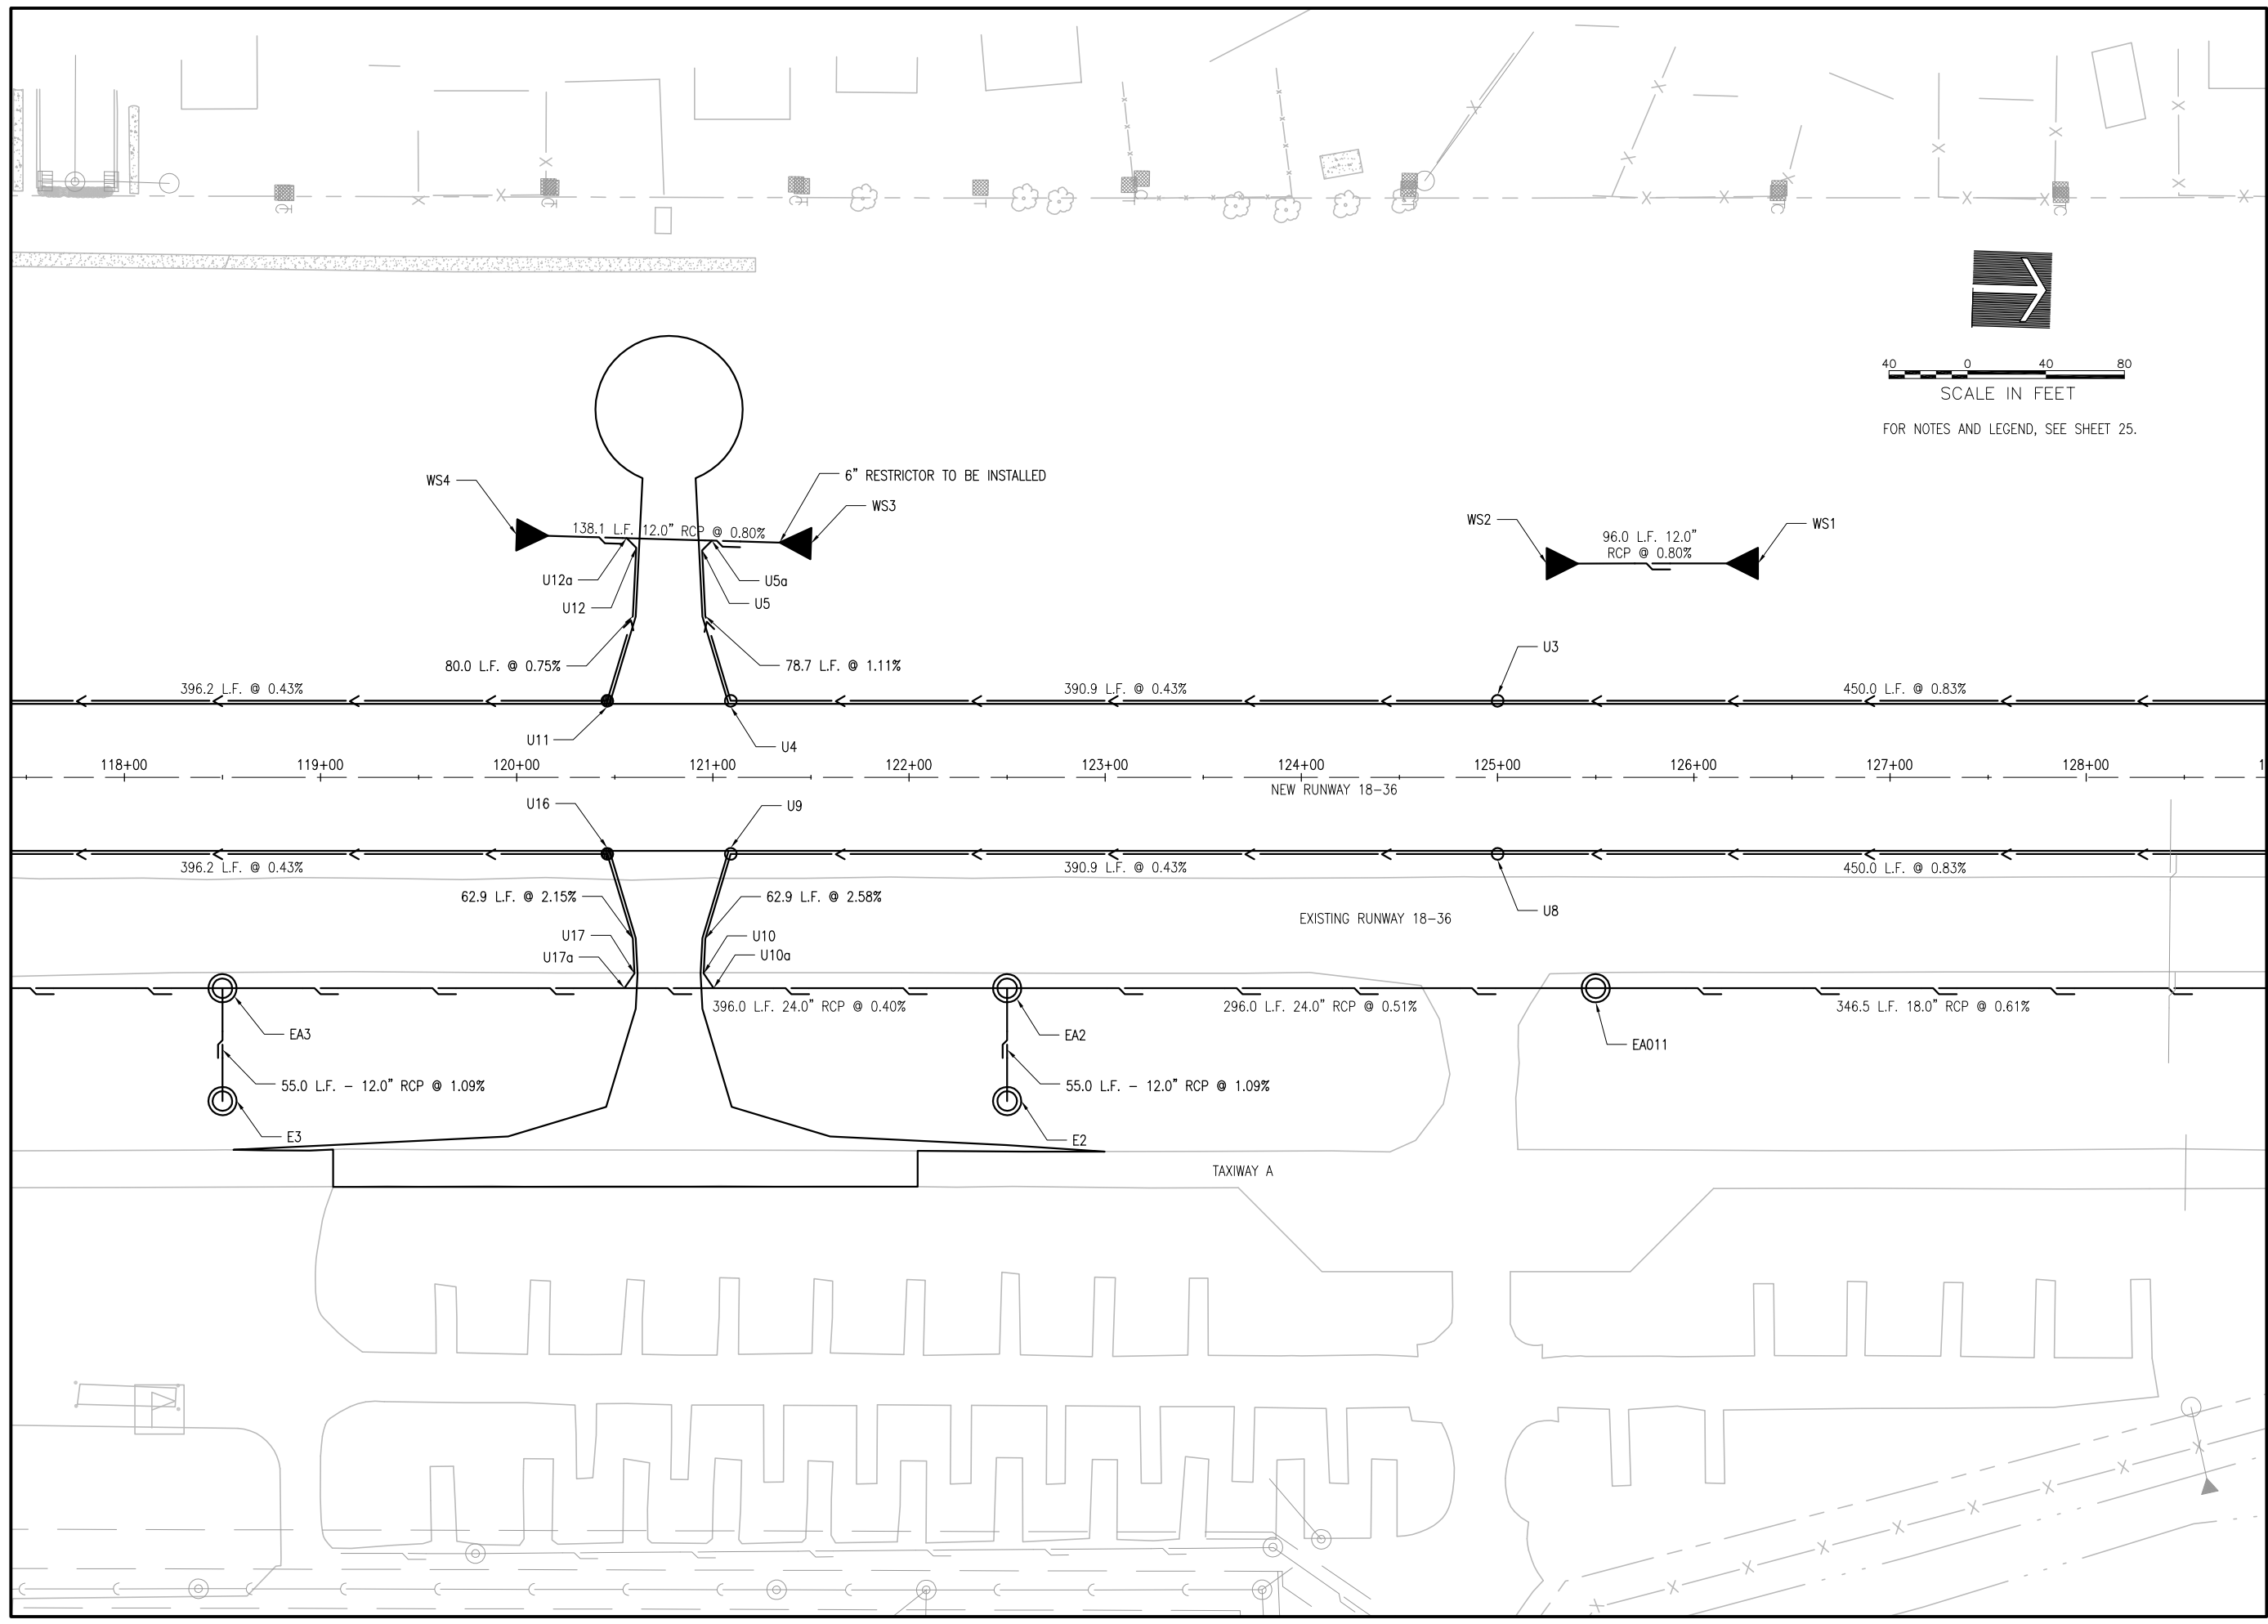 40 0 40 80
SCALE IN FEET
FOR NOTES AND LEGEND, SEE SHEET 25.
WS4
6" RESTRICTOR TO BE INSTALLED
WS3
138.1 L.F. 12.0" RCP @ 0.80%
WS2
WS1
96.0 L.F. 12.0"
RCP @ 0.80%
U12a
U5a
U12
U5
U3
80.0 L.F. @ 0.75%
78.7 L.F. @ 1.11%
396.2 L.F. @ 0.43%
390.9 L.F. @ 0.43%
450.0 L.F. @ 0.83%
U11
U4
118+00 119+00 120+00 121+00 122+00 123+00 124+00 125+00 126+00 127+00 128+00 1
NEW RUNWAY 18-36
U16
U9
396.2 L.F. @ 0.43%
390.9 L.F. @ 0.43%
450.0 L.F. @ 0.83%
62.9 L.F. @ 2.15%
62.9 L.F. @ 2.58%
U8
EXISTING RUNWAY 18-36
U17
U10
U17a
U10a
396.0 L.F. 24.0" RCP @ 0.40%
296.0 L.F. 24.0" RCP @ 0.51%
346.5 L.F. 18.0" RCP @ 0.61%
EA3
EA2
EA011
55.0 L.F. - 12.0" RCP @ 1.09%
55.0 L.F. - 12.0" RCP @ 1.09%
E3
E2
TAXIWAY A